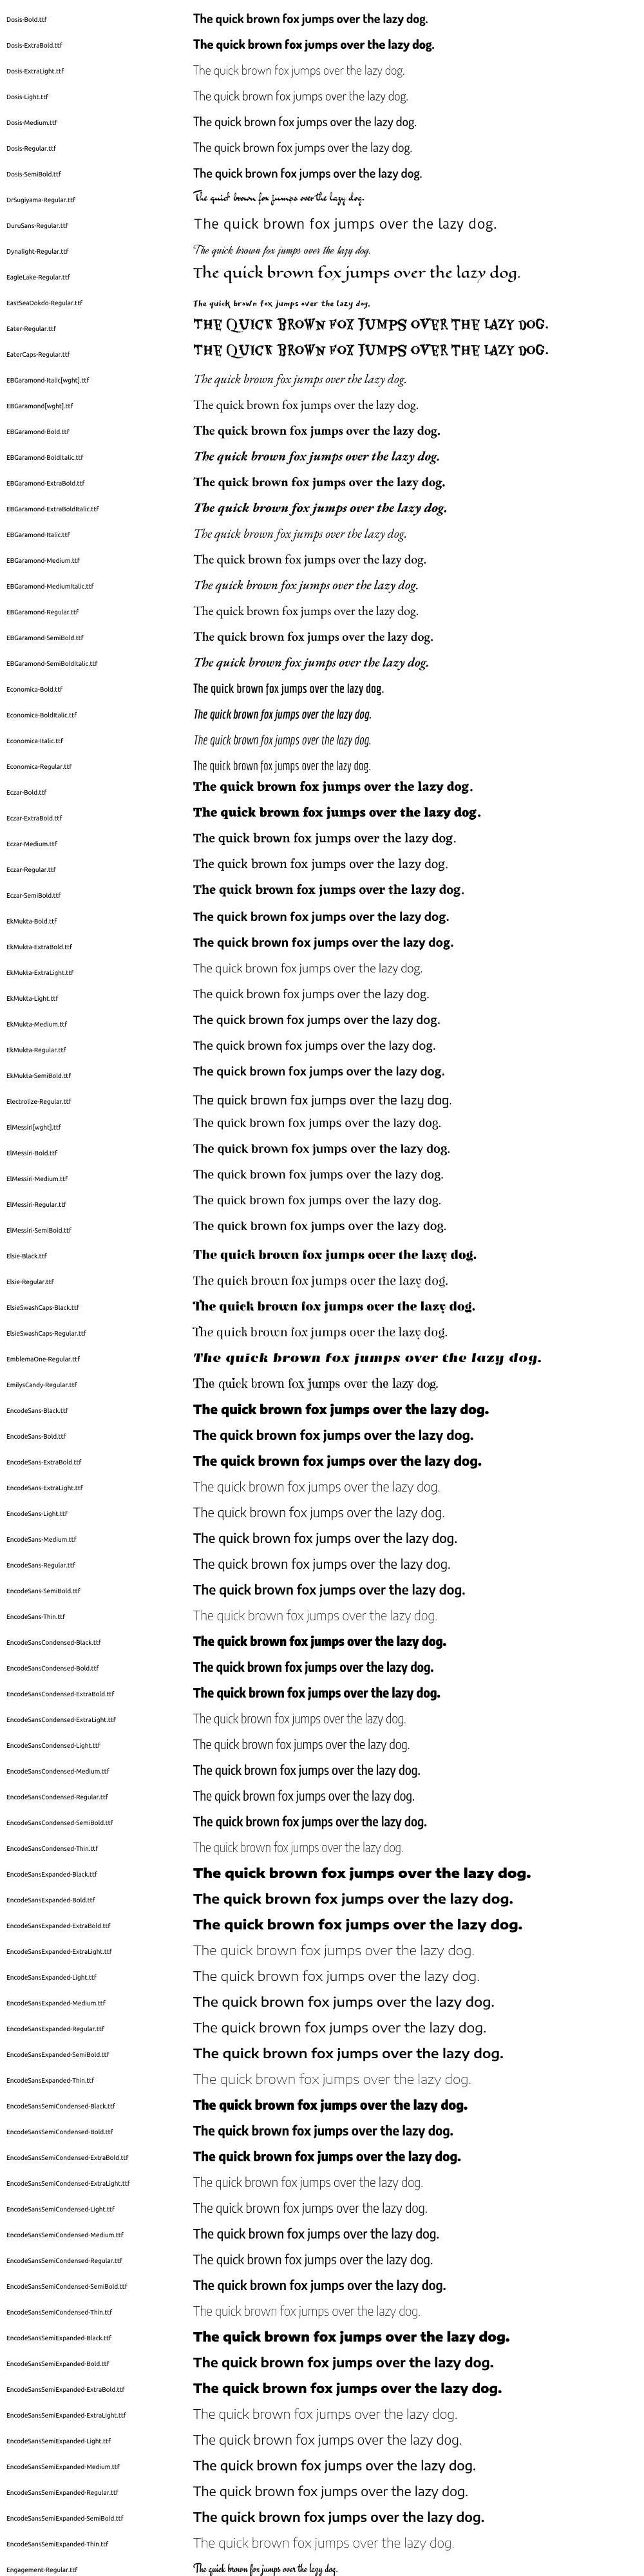 Dosis-Bold.ttf The quick brown fox jumps over the lazy dog.
Dosis-ExtraBold.ttf The quick brown fox jumps over the lazy dog.
Dosis-ExtraLight.ttf The quick brown fox jumps over the lazy dog.
Dosis-Light.ttf The quick brown fox jumps over the lazy dog.
Dosis-Medium.ttf The quick brown fox jumps over the lazy dog.
Dosis-Regular.ttf The quick brown fox jumps over the lazy dog.
Dosis-SemiBold.ttf The quick brown fox jumps over the lazy dog.
DrSugiyama-Regular.ttf The quick brown fox jumps over the lazy dog.
DuruSans-Regular.ttf The quick brown fox jumps over the lazy dog.
Dynalight-Regular.ttf The quick brown fox jumps over the lazy dog.
EagleLake-Regular.ttf The quick brown fox jumps over the lazy dog.
EastSeaDokdo-Regular.ttf The quick brown fox jumps over the lazy dog.
Eater-Regular.ttf THE QUICK BROWN FOX JUMPS OVER THE LAZY DOG.
EaterCaps-Regular.ttf THE QUICK BROWN FOX JUMPS OVER THE LAZY DOG.
EBGaramond-Italic[wght].ttf The quick brown fox jumps over the lazy dog.
EBGaramond[wght].ttf The quick brown fox jumps over the lazy dog.
EBGaramond-Bold.ttf The quick brown fox jumps over the lazy dog.
EBGaramond-BoldItalic.ttf The quick brown fox jumps over the lazy dog.
EBGaramond-ExtraBold.ttf The quick brown fox jumps over the lazy dog.
EBGaramond-ExtraBoldItalic.ttf The quick brown fox jumps over the lazy dog.
EBGaramond-Italic.ttf The quick brown fox jumps over the lazy dog.
EBGaramond-Medium.ttf The quick brown fox jumps over the lazy dog.
EBGaramond-MediumItalic.ttf The quick brown fox jumps over the lazy dog.
EBGaramond-Regular.ttf The quick brown fox jumps over the lazy dog.
EBGaramond-SemiBold.ttf The quick brown fox jumps over the lazy dog.
EBGaramond-SemiBoldItalic.ttf The quick brown fox jumps over the lazy dog.
Economica-Bold.ttf The quick brown fox jumps over the lazy dog.
Economica-BoldItalic.ttf The quick brown fox jumps over the lazy dog.
Economica-Italic.ttf The quick brown fox jumps over the lazy dog.
Economica-Regular.ttf The quick brown fox jumps over the lazy dog.
Eczar-Bold.ttf The quick brown fox jumps over the lazy dog.
Eczar-ExtraBold.ttf The quick brown fox jumps over the lazy dog.
Eczar-Medium.ttf The quick brown fox jumps over the lazy dog.
Eczar-Regular.ttf The quick brown fox jumps over the lazy dog.
Eczar-SemiBold.ttf The quick brown fox jumps over the lazy dog.
EkMukta-Bold.ttf The quick brown fox jumps over the lazy dog.
EkMukta-ExtraBold.ttf The quick brown fox jumps over the lazy dog.
EkMukta-ExtraLight.ttf The quick brown fox jumps over the lazy dog.
EkMukta-Light.ttf The quick brown fox jumps over the lazy dog.
EkMukta-Medium.ttf The quick brown fox jumps over the lazy dog.
EkMukta-Regular.ttf The quick brown fox jumps over the lazy dog.
EkMukta-SemiBold.ttf The quick brown fox jumps over the lazy dog.
Electrolize-Regular.ttf The quick brown fox jumps over the lazy dog.
ElMessiri[wght].ttf The quick brown fox jumps over the lazy dog.
ElMessiri-Bold.ttf The quick brown fox jumps over the lazy dog.
ElMessiri-Medium.ttf The quick brown fox jumps over the lazy dog.
ElMessiri-Regular.ttf The quick brown fox jumps over the lazy dog.
ElMessiri-SemiBold.ttf The quick brown fox jumps over the lazy dog.
Elsie-Black.ttf The quick brown fox jumps over the lazy dog.
Elsie-Regular.ttf The quick brown fox jumps over the lazy dog.
ElsieSwashCaps-Black.ttf The quick brown fox jumps over the lazy dog.
ElsieSwashCaps-Regular.ttf The quick brown fox jumps over the lazy dog.
EmblemaOne-Regular.ttf The quick brown fox jumps over the lazy dog.
EmilysCandy-Regular.ttf The quick brown fox jumps over the lazy dog.
EncodeSans-Black.ttf The quick brown fox jumps over the lazy dog.
EncodeSans-Bold.ttf The quick brown fox jumps over the lazy dog.
EncodeSans-ExtraBold.ttf The quick brown fox jumps over the lazy dog.
EncodeSans-ExtraLight.ttf The quick brown fox jumps over the lazy dog.
EncodeSans-Light.ttf The quick brown fox jumps over the lazy dog.
EncodeSans-Medium.ttf The quick brown fox jumps over the lazy dog.
EncodeSans-Regular.ttf The quick brown fox jumps over the lazy dog.
EncodeSans-SemiBold.ttf The quick brown fox jumps over the lazy dog.
EncodeSans-Thin.ttf The quick brown fox jumps over the lazy dog.
EncodeSansCondensed-Black.ttf The quick brown fox jumps over the lazy dog.
EncodeSansCondensed-Bold.ttf The quick brown fox jumps over the lazy dog.
EncodeSansCondensed-ExtraBold.ttf The quick brown fox jumps over the lazy dog.
EncodeSansCondensed-ExtraLight.ttf The quick brown fox jumps over the lazy dog.
EncodeSansCondensed-Light.ttf The quick brown fox jumps over the lazy dog.
EncodeSansCondensed-Medium.ttf The quick brown fox jumps over the lazy dog.
EncodeSansCondensed-Regular.ttf The quick brown fox jumps over the lazy dog.
EncodeSansCondensed-SemiBold.ttf The quick brown fox jumps over the lazy dog.
EncodeSansCondensed-Thin.ttf The quick brown fox jumps over the lazy dog.
EncodeSansExpanded-Black.ttf The quick brown fox jumps over the lazy dog.
EncodeSansExpanded-Bold.ttf The quick brown fox jumps over the lazy dog.
EncodeSansExpanded-ExtraBold.ttf The quick brown fox jumps over the lazy dog.
EncodeSansExpanded-ExtraLight.ttf The quick brown fox jumps over the lazy dog.
EncodeSansExpanded-Light.ttf The quick brown fox jumps over the lazy dog.
EncodeSansExpanded-Medium.ttf The quick brown fox jumps over the lazy dog.
EncodeSansExpanded-Regular.ttf The quick brown fox jumps over the lazy dog.
EncodeSansExpanded-SemiBold.ttf The quick brown fox jumps over the lazy dog.
EncodeSansExpanded-Thin.ttf The quick brown fox jumps over the lazy dog.
EncodeSansSemiCondensed-Black.ttf The quick brown fox jumps over the lazy dog.
EncodeSansSemiCondensed-Bold.ttf The quick brown fox jumps over the lazy dog.
EncodeSansSemiCondensed-ExtraBold.ttf The quick brown fox jumps over the lazy dog.
EncodeSansSemiCondensed-ExtraLight.ttf The quick brown fox jumps over the lazy dog.
EncodeSansSemiCondensed-Light.ttf The quick brown fox jumps over the lazy dog.
EncodeSansSemiCondensed-Medium.ttf The quick brown fox jumps over the lazy dog.
EncodeSansSemiCondensed-Regular.ttf The quick brown fox jumps over the lazy dog.
EncodeSansSemiCondensed-SemiBold.ttf The quick brown fox jumps over the lazy dog.
EncodeSansSemiCondensed-Thin.ttf The quick brown fox jumps over the lazy dog.
EncodeSansSemiExpanded-Black.ttf The quick brown fox jumps over the lazy dog.
EncodeSansSemiExpanded-Bold.ttf The quick brown fox jumps over the lazy dog.
EncodeSansSemiExpanded-ExtraBold.ttf The quick brown fox jumps over the lazy dog.
EncodeSansSemiExpanded-ExtraLight.ttf The quick brown fox jumps over the lazy dog.
EncodeSansSemiExpanded-Light.ttf The quick brown fox jumps over the lazy dog.
EncodeSansSemiExpanded-Medium.ttf The quick brown fox jumps over the lazy dog.
EncodeSansSemiExpanded-Regular.ttf The quick brown fox jumps over the lazy dog.
EncodeSansSemiExpanded-SemiBold.ttf The quick brown fox jumps over the lazy dog.
EncodeSansSemiExpanded-Thin.ttf The quick brown fox jumps over the lazy dog.
Engagement-Regular.ttf The quick brown fox jumps over the lazy dog.